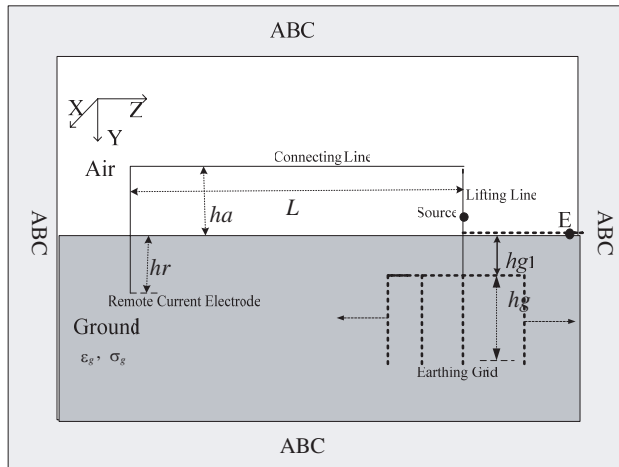 ABC
X
Z
Y
Air
Connecting Line
L
ha
Lifting Line
Source
E
ABC
ABC
hr
hg1
Remote Current Electrode
hg
Ground
εg, σg
Earthing Grid
ABC